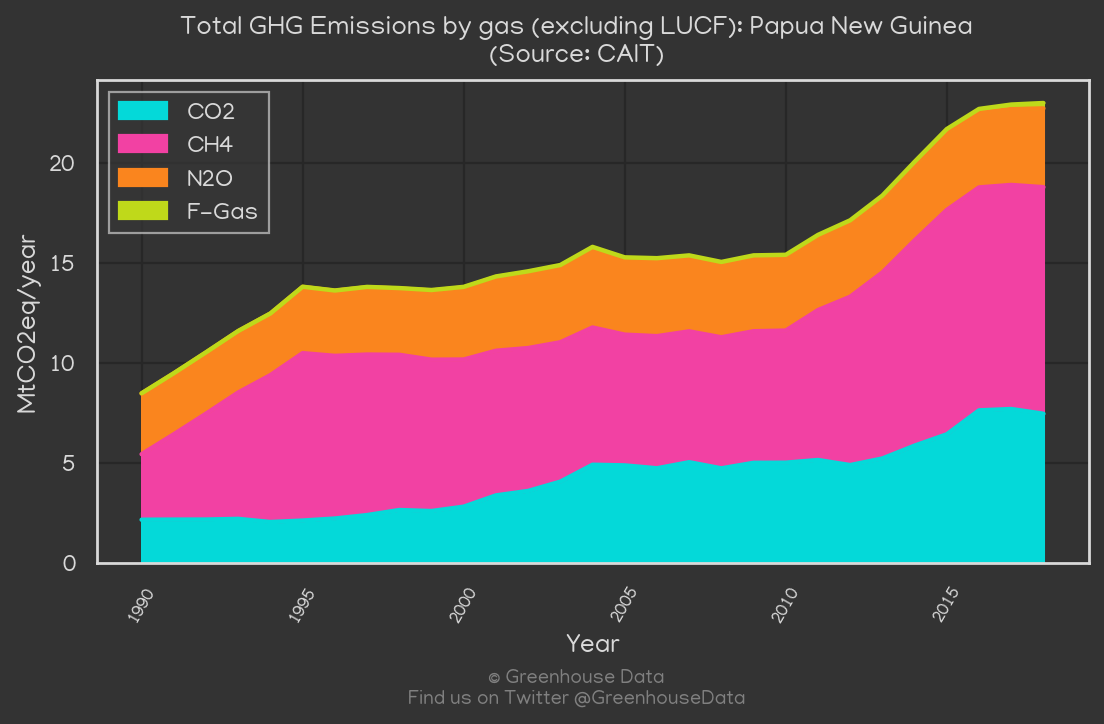 Total GHG Emissions by gas (excluding LUCF): Papua New Guinea
(Source: CAIT)
CO2
CH4
N2O
F-Gas
MtCO2eq/year
20
15
10
5
0
1990
1995
2000
2005
2010
2015
Year
© Greenhouse Data
Find us on Twitter @GreenhouseData